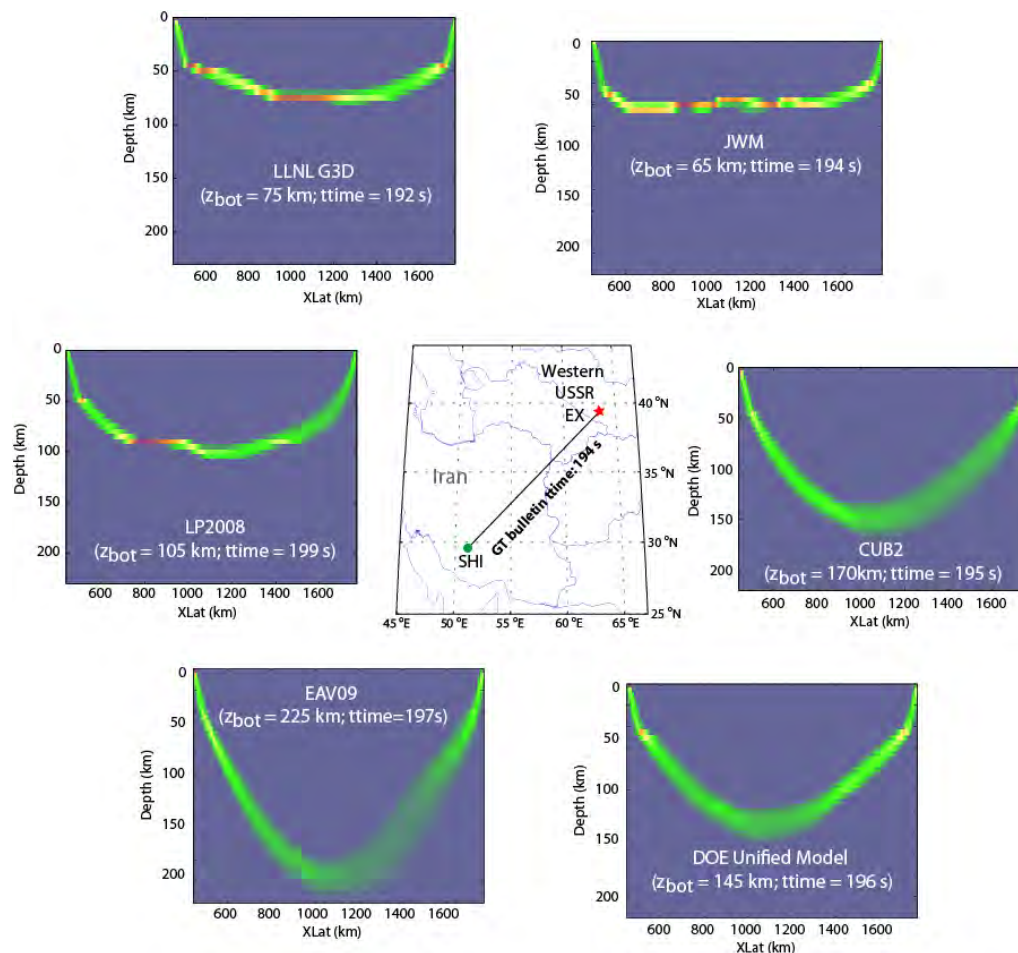 0
50
100
150
200
Depth (km)
LLNL G3D
(zbot = 75 km; ttime = 192 s)
600 800 1000 1200 1400 1600
XLat (km)
0
50
100
150
200
Depth (km)
JWM
(zbot = 65 km; ttime = 194 s)
600 800 1000 1200 1400 1600
XLat (km)
0
50
100
150
200
Depth (km)
LP2008
(zbot = 105 km; ttime = 199 s)
600 800 1000 1200 1400 1600
XLat (km)
Western
USSR
EX
40°N
35°N
30°N
25°N
Iran
GT bulletin ttime: 194 s
SHI
45°E 50°E 55°E 60°E 65°E
0
50
100
150
200
Depth (km)
CUB2
(zbot = 170km; ttime = 195 s)
600 800 1000 1200 1400 1600
XLat (km)
0
50
100
150
200
Depth (km)
EAV09
(zbot = 225 km; ttime=197s)
600 800 1000 1200 1400 1600
XLat (km)
0
50
100
150
200
Depth (km)
DOE Unified Model
(zbot = 145 km; ttime = 196 s)
600 800 1000 1200 1400 1600
XLat (km)